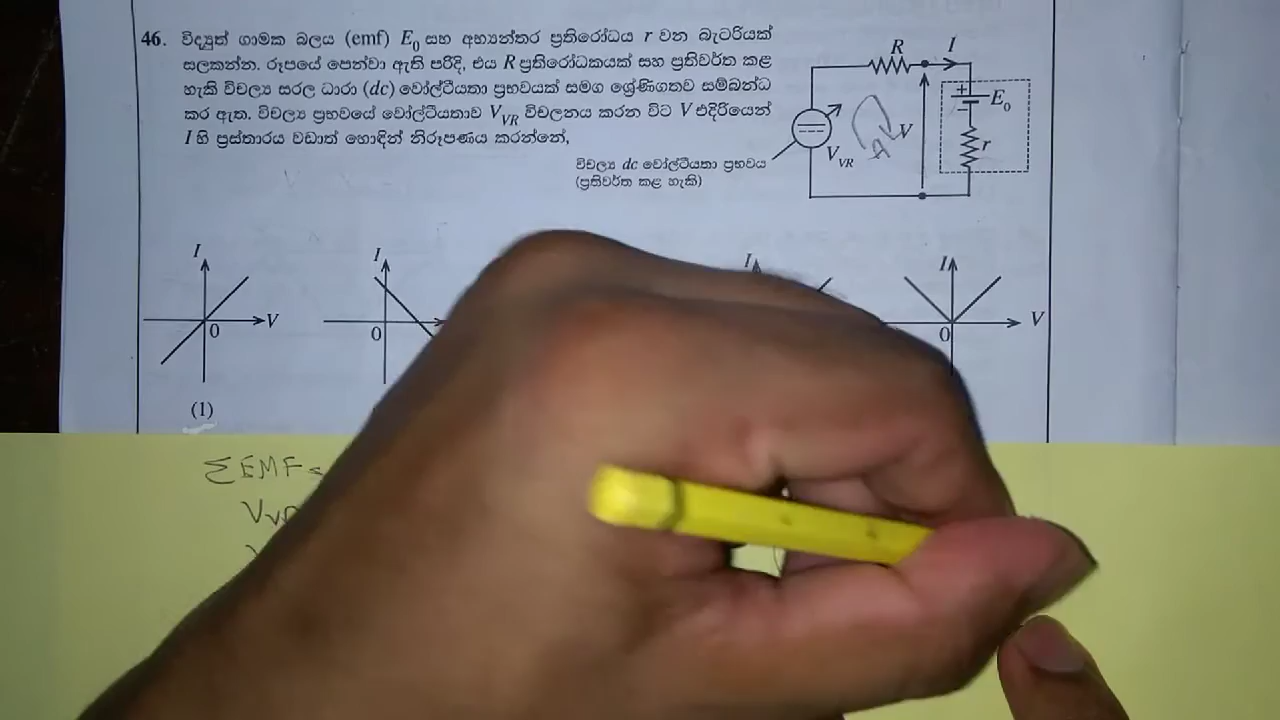 46. විද්‍යුත් ගාමක බලය (emf) E₀ සහ අභ්‍යන්තර ප්‍රතිරෝධය r වන බැටරියක්
සලකන්න. රූපයේ පෙන්වා ඇති පරිදි, එය R ප්‍රතිරෝධකයක් සහ ප්‍රතිවර්ත කළ
හැකි විචල්‍ය සරල ධාරා (dc) වෝල්ටීයතා ප්‍රභවයක් සමග ශ්‍රේණිගතව සම්බන්ධ
කර ඇත. විචල්‍ය ප්‍රභවයේ වෝල්ටීයතාව V_VR විචලනය කරන විට V එදිරියෙන්
I හි ප්‍රස්තාරය වඩාත් හොඳින් නිරූපණය කරන්නේ,
R I
+ E₀
−
V r
V_VR
විචල්‍ය dc වෝල්ටීයතා ප්‍රභවය
(ප්‍රතිවර්ත කළ හැකි)
I I I I
V V
0 0 0
(1)
ΣEMF =